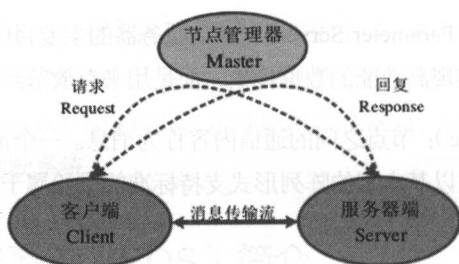 节点管理器
Master
请求
Request
回复
Response
客户端
Client
消息传输流
服务器端
Server